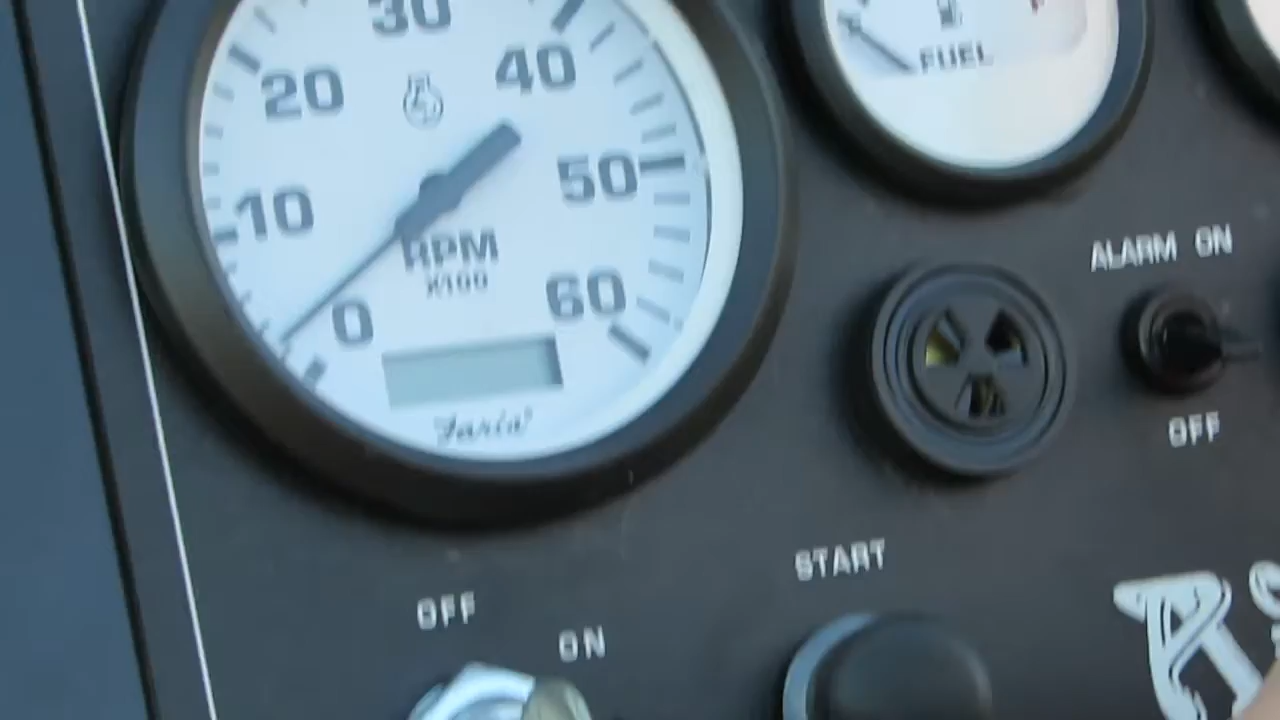 30
20
40
50
10
RPM
X100
60
0
Faria
FUEL
ALARM ON
OFF
START
OFF
ON